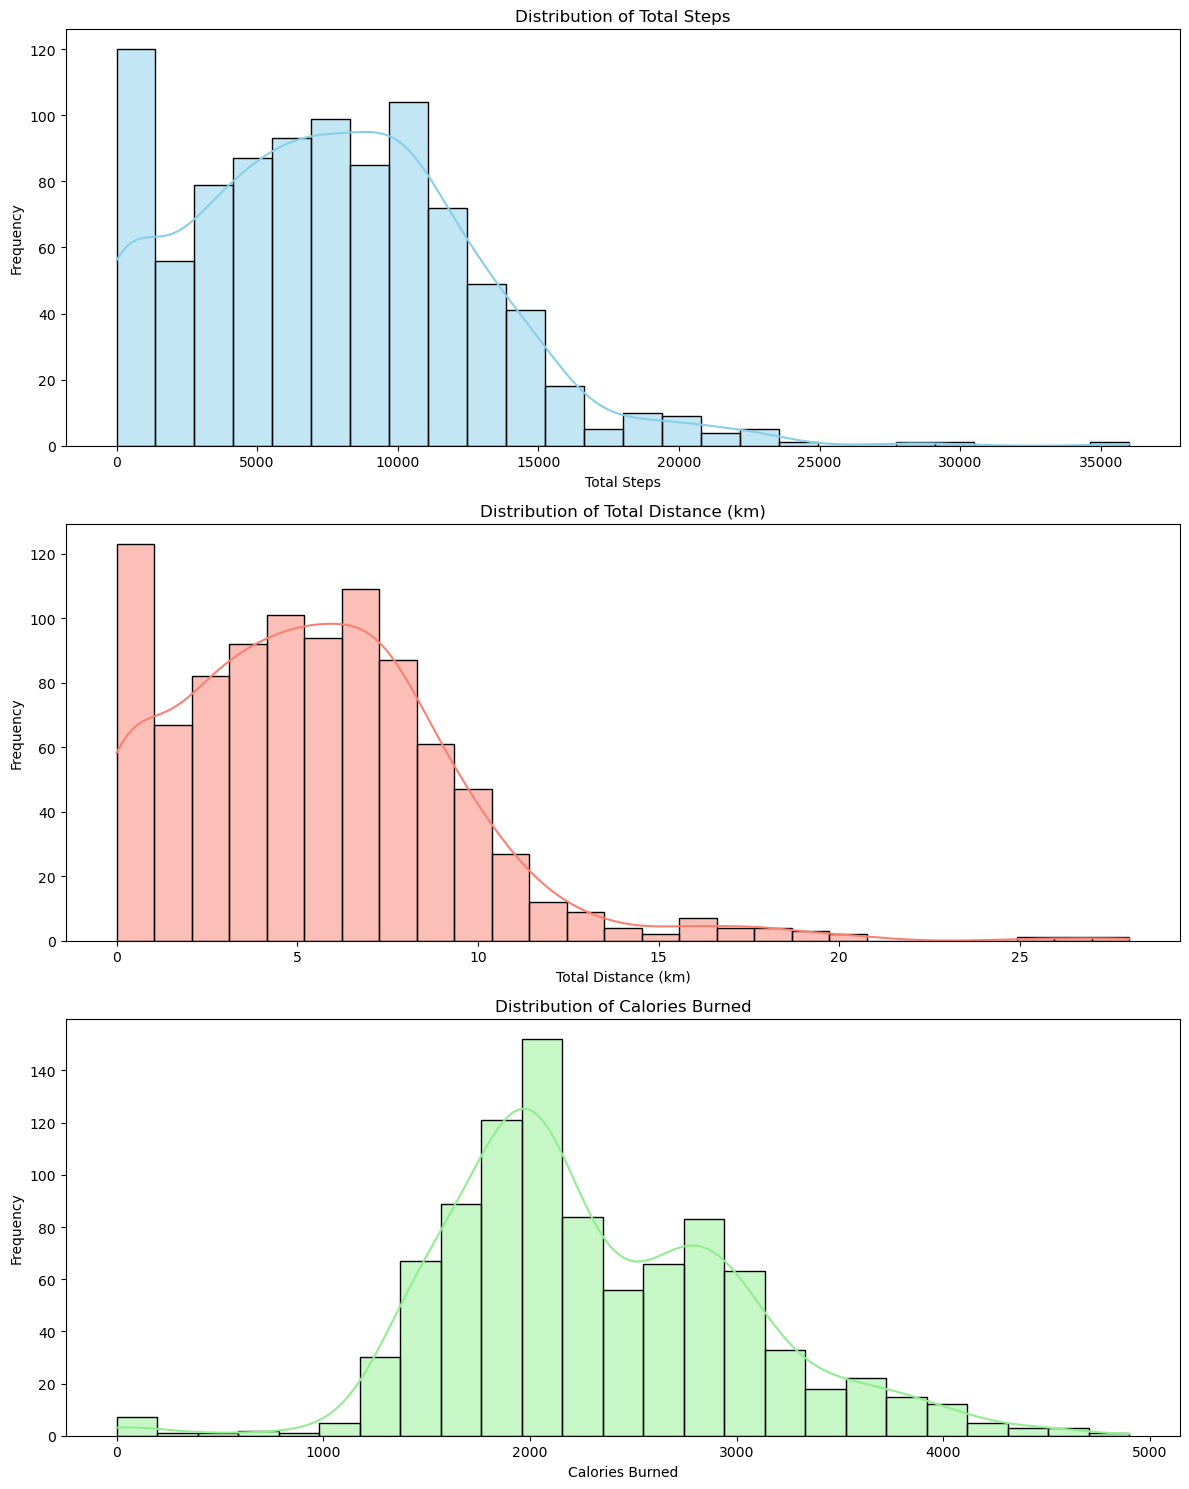 Distribution of Total Steps
120
100
80
60
40
20
0
Frequency
0 5000 10000 15000 20000 25000 30000 35000
Total Steps
Distribution of Total Distance (km)
120
100
80
60
40
20
0
Frequency
0 5 10 15 20 25
Total Distance (km)
Distribution of Calories Burned
140
120
100
80
60
40
20
0
Frequency
0 1000 2000 3000 4000 5000
Calories Burned